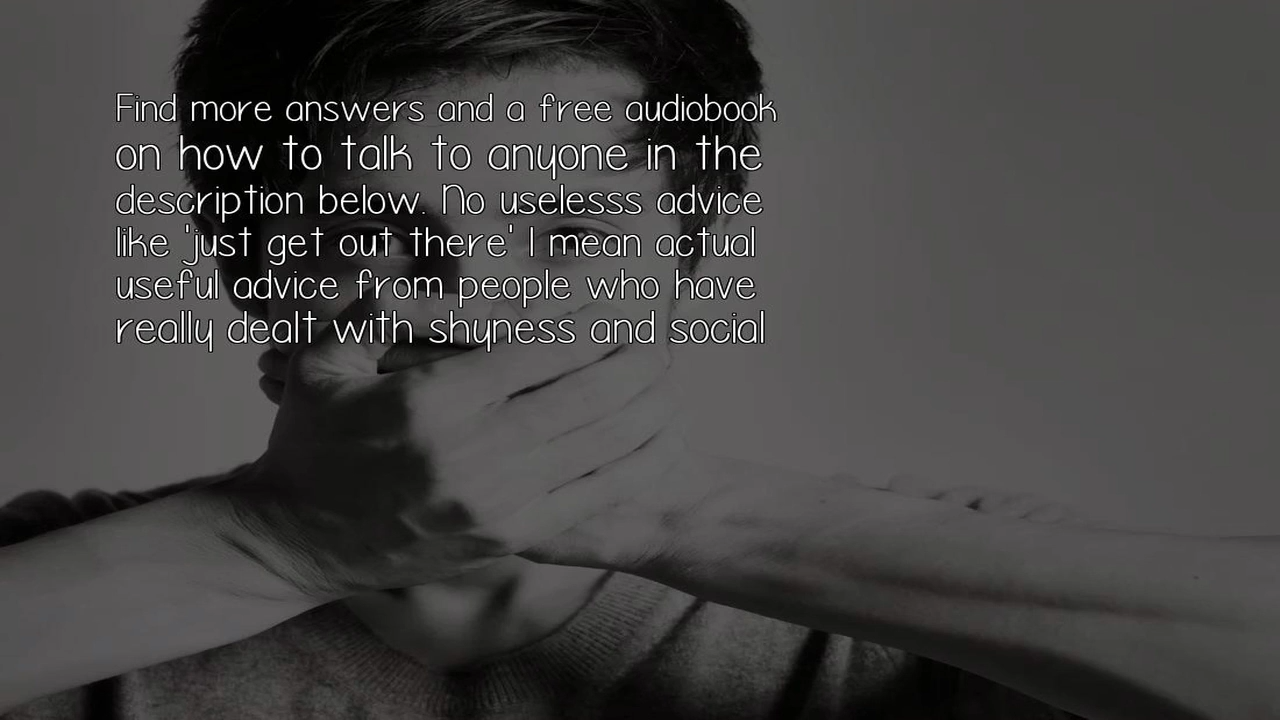 Find more answers and a free audiobook
on how to talk to anyone in the
description below. No uselesss advice
like 'just get out there' I mean actual
useful advice from people who have
really dealt with shyness and social